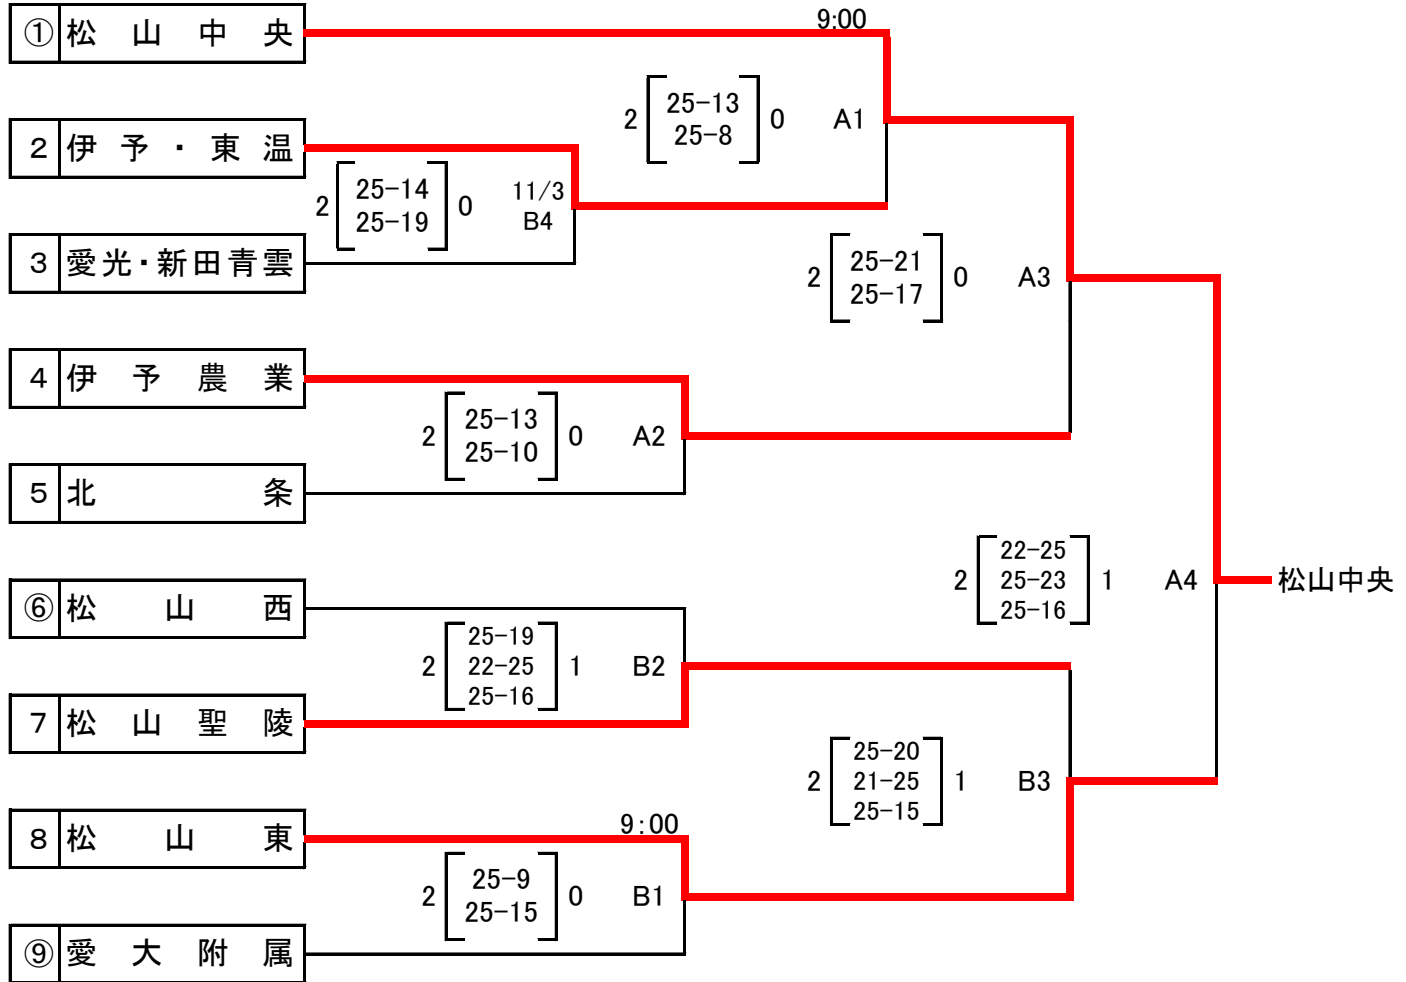 ① 松山中央
9:00
2 25-13 0 A1
25-8
2 伊予・東温
2 25-14 0 11/3
25-19 B4
3 愛光・新田青雲
2 25-21 0 A3
25-17
4 伊予農業
2 25-13 0 A2
25-10
5 北条
2 22-25 1 A4
25-23
25-16
松山中央
⑥ 松山西
2 25-19 1 B2
22-25
25-16
7 松山聖陵
2 25-20 1 B3
21-25
25-15
8 松山東
9:00
2 25-9 0 B1
25-15
⑨ 愛大附属